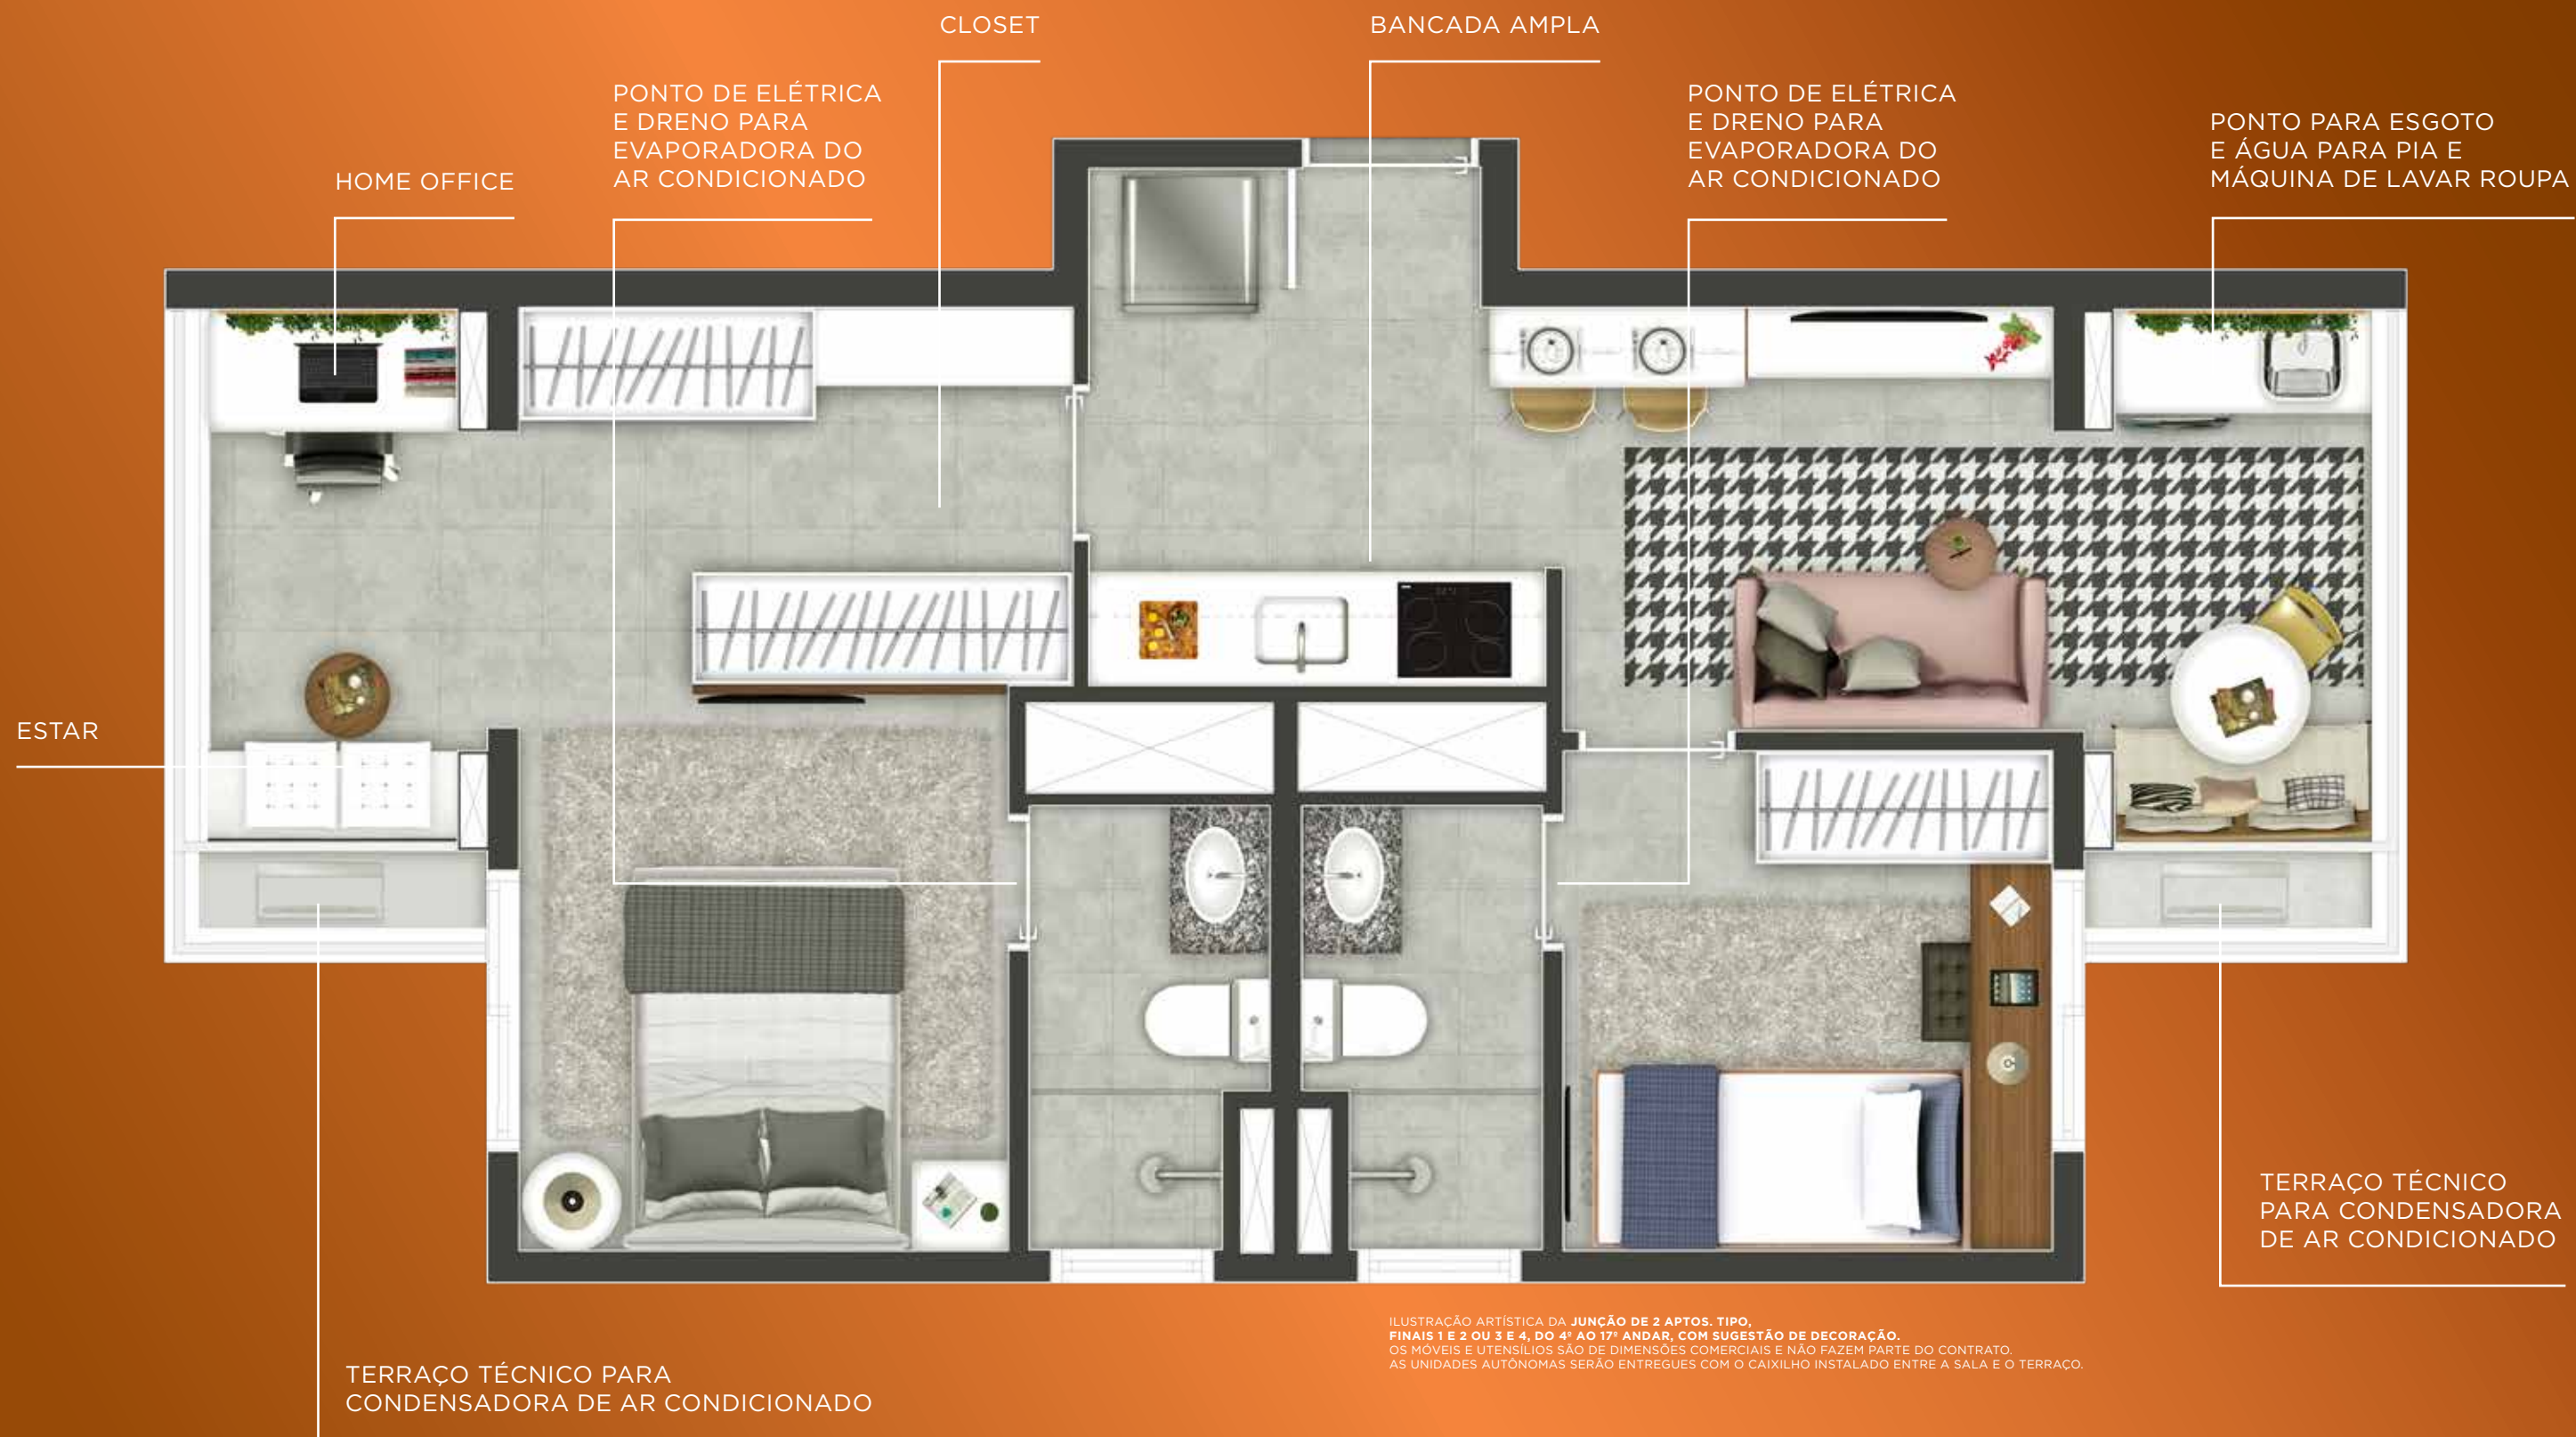 CLOSET
BANCADA AMPLA
PONTO DE ELÉTRICA
E DRENO PARA
EVAPORADORA DO
AR CONDICIONADO
PONTO DE ELÉTRICA
E DRENO PARA
EVAPORADORA DO
AR CONDICIONADO
PONTO PARA ESGOTO
E ÁGUA PARA PIA E
MÁQUINA DE LAVAR ROUPA
HOME OFFICE
ESTAR
TERRAÇO TÉCNICO
PARA CONDENSADORA
DE AR CONDICIONADO
ILUSTRAÇÃO ARTÍSTICA DA JUNÇÃO DE 2 APTOS. TIPO,
FINAIS 1 E 2 OU 3 E 4, DO 4º AO 17º ANDAR, COM SUGESTÃO DE DECORAÇÃO.
OS MÓVEIS E UTENSÍLIOS SÃO DE DIMENSÕES COMERCIAIS E NÃO FAZEM PARTE DO CONTRATO.
AS UNIDADES AUTÔNOMAS SERÃO ENTREGUES COM O CAIXILHO INSTALADO ENTRE A SALA E O TERRAÇO.
TERRAÇO TÉCNICO PARA
CONDENSADORA DE AR CONDICIONADO